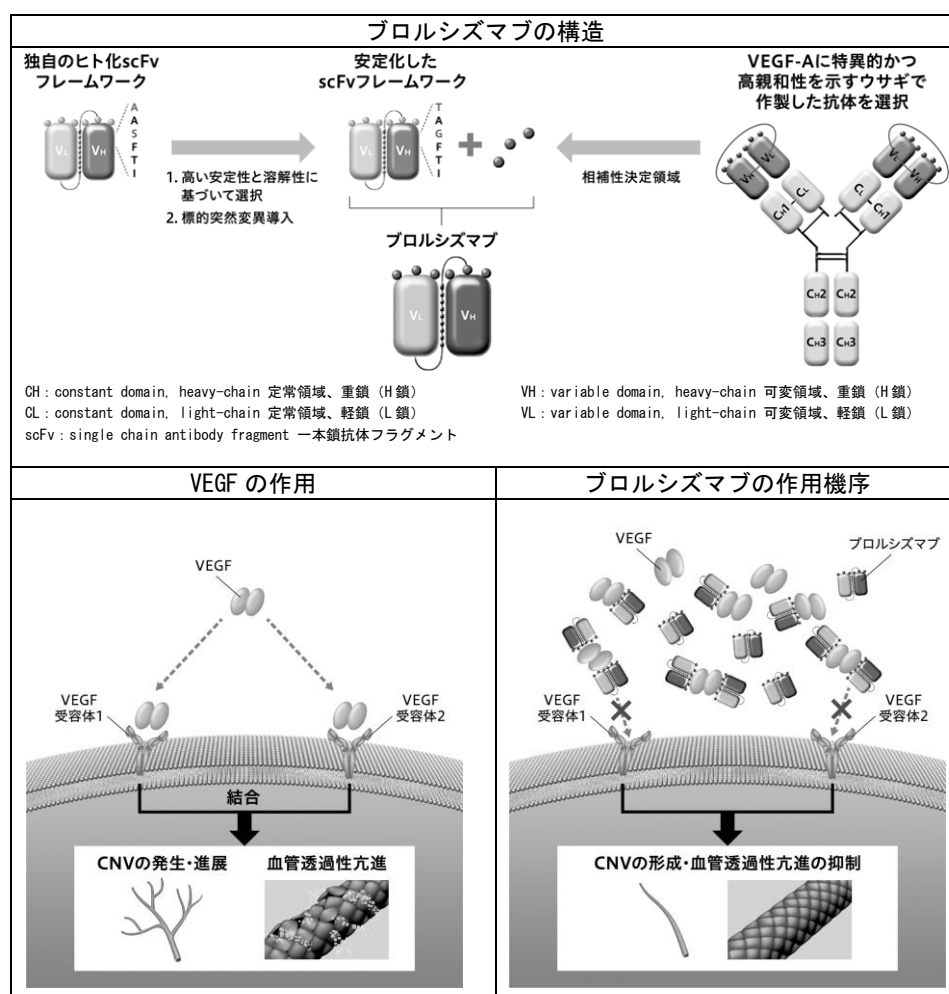 ブロルシズマブの構造
独自のヒト化scFv
フレームワーク
安定化した
scFvフレームワーク
VEGF-Aに特異的かつ
高親和性を示すウサギで
作製した抗体を選択
A
A
S
F
T
I
VL
VH
T
A
G
F
T
I
VL
VH
1. 高い安定性と溶解性に
基づいて選択
2. 標的突然変異導入
相補性決定領域
VL
VH
CL
CH1
VL
VH
CL
CH1
CH2
CH2
CH3
CH3
ブロルシズマブ
VL
VH
CH：constant domain, heavy-chain 定常領域、重鎖（H鎖）
VH：variable domain, heavy-chain 可変領域、重鎖（H鎖）
CL：constant domain, light-chain 定常領域、軽鎖（L鎖）
VL：variable domain, light-chain 可変領域、軽鎖（L鎖）
scFv：single chain antibody fragment 一本鎖抗体フラグメント
VEGF の作用
VEGF
VEGF
受容体1
VEGF
受容体2
結合
CNVの発生・進展
血管透過性亢進
ブロルシズマブの作用機序
VEGF
ブロルシズマブ
VEGF
受容体1
VEGF
受容体2
CNVの形成・血管透過性亢進の抑制